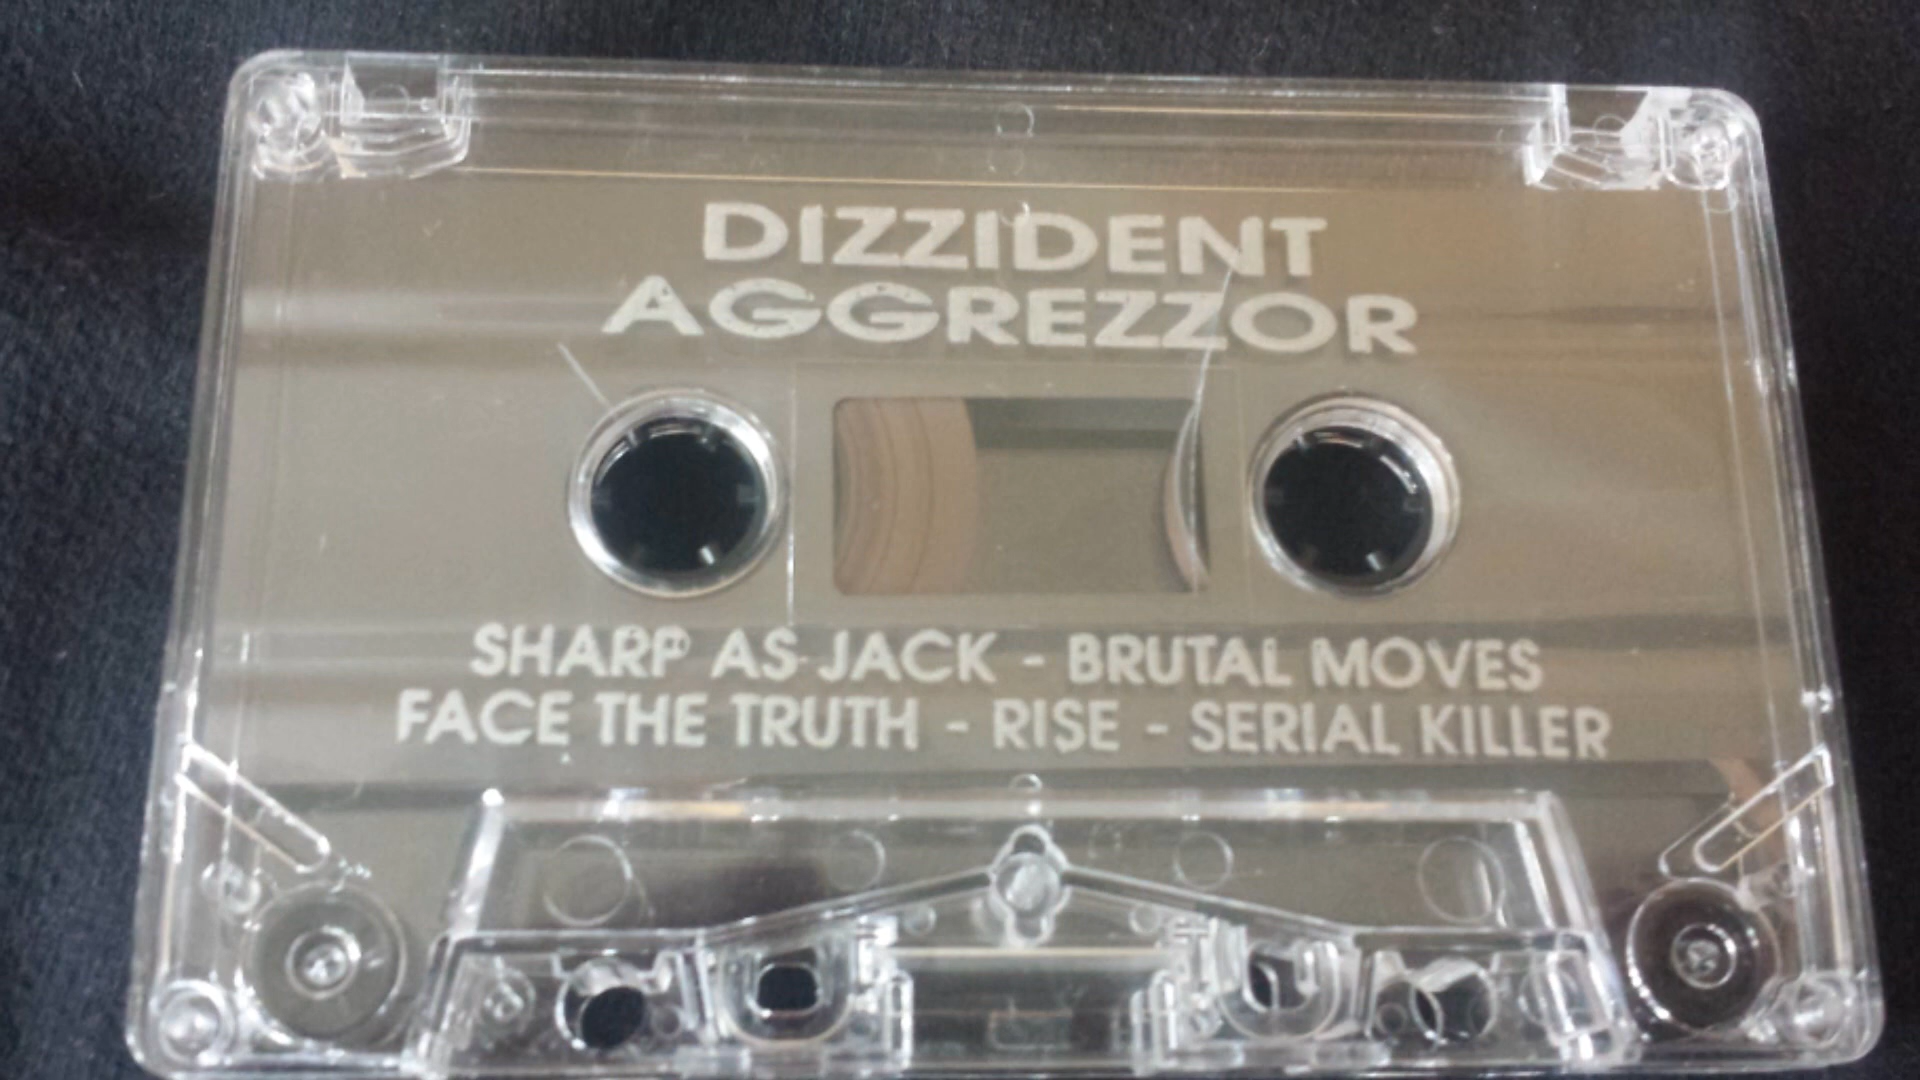 DIZZIDENT
AGGREZZOR
SHARP AS JACK - BRUTAL MOVES
FACE THE TRUTH - RISE - SERIAL KILLER